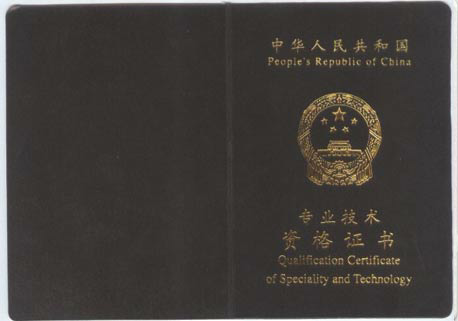 中华人民共和国
People's Republic of China
专业技术
资格证书
Qualification Certificate
of Speciality and Technology